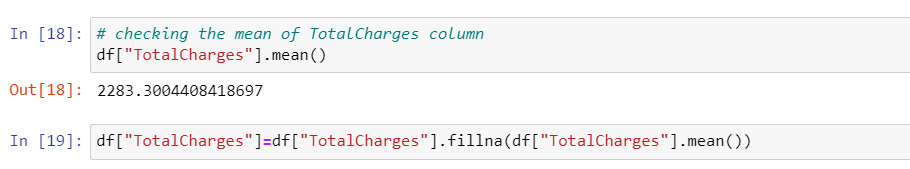 In [18]: # checking the mean of TotalCharges column
df["TotalCharges"].mean()
Out[18]: 2283.3004408418697
In [19]: df["TotalCharges"]=df["TotalCharges"].fillna(df["TotalCharges"].mean())